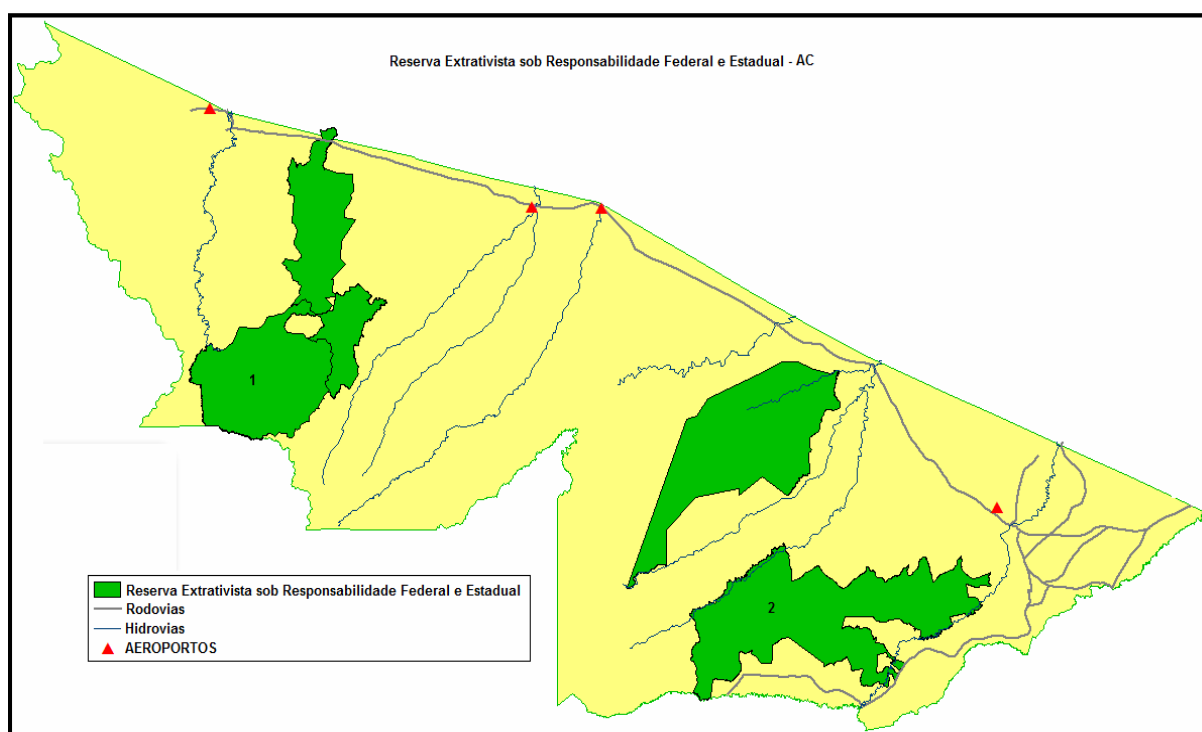 Reserva Extrativista sob Responsabilidade Federal e Estadual - AC
1
2
Reserva Extrativista sob Responsabilidade Federal e Estadual
Rodovias
Hidrovias
AEROPORTOS